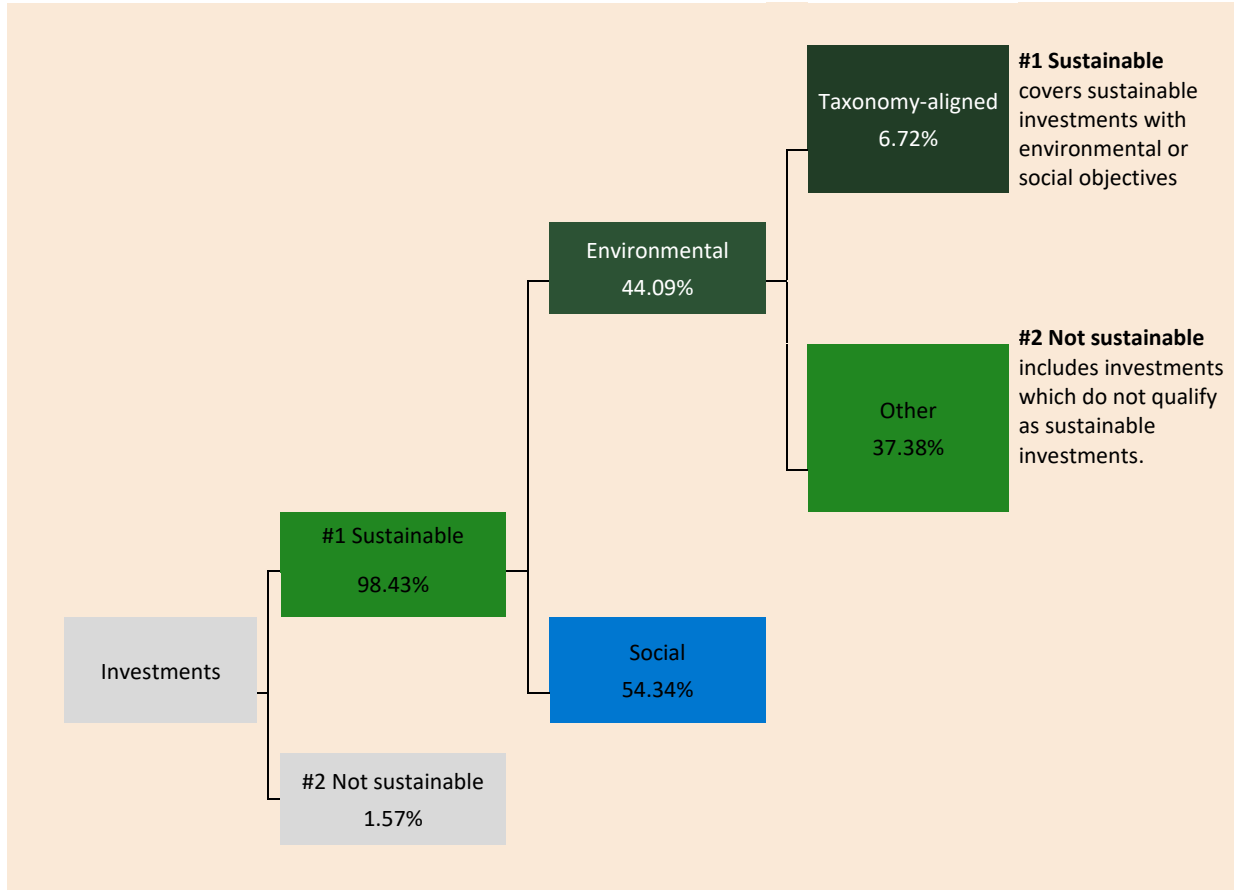 Taxonomy-aligned
6.72%
#1 Sustainable
covers sustainable
investments with
environmental or
social objectives
Environmental
44.09%
#2 Not sustainable
includes investments
which do not qualify
as sustainable
investments.
Other
37.38%
#1 Sustainable
98.43%
Investments
Social
54.34%
#2 Not sustainable
1.57%